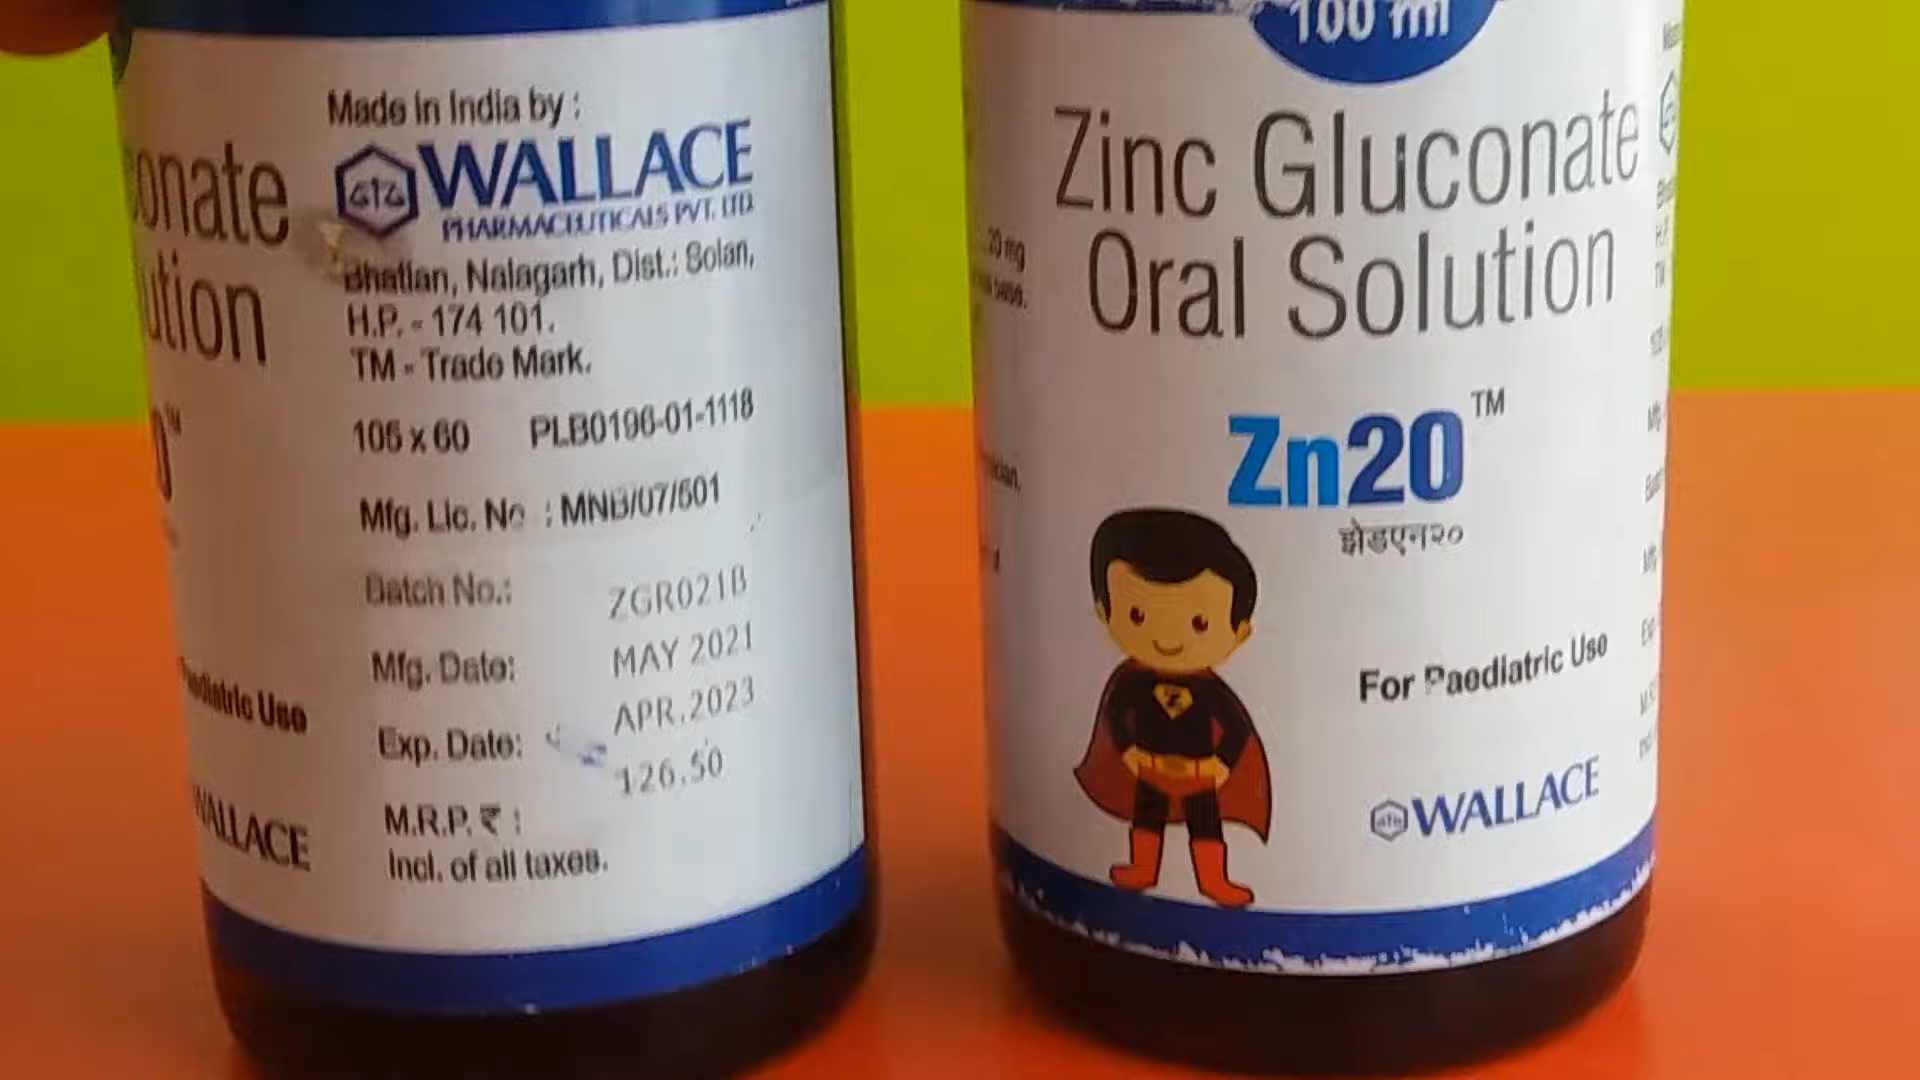 onate
ution
TM
Paediatric Use
WALLACE
Made in India by :
WALLACE
PHARMACEUTICALS PVT. LTD.
Bhatian, Nalagarh, Dist.: Solan,
H.P. - 174 101.
TM - Trade Mark.
105 x 60 PLB0196-01-1118
Mfg. Lic. No : MNB/07/501
Batch No.: ZGR021B
Mfg. Date: MAY 2021
Exp. Date: APR.2023
M.R.P. ₹ : 126.50
Incl. of all taxes.
100 ml
Zinc Gluconate
Oral Solution
Zn20 TM
झेडएन२०
For Paediatric Use
WALLACE
20 mg
base.